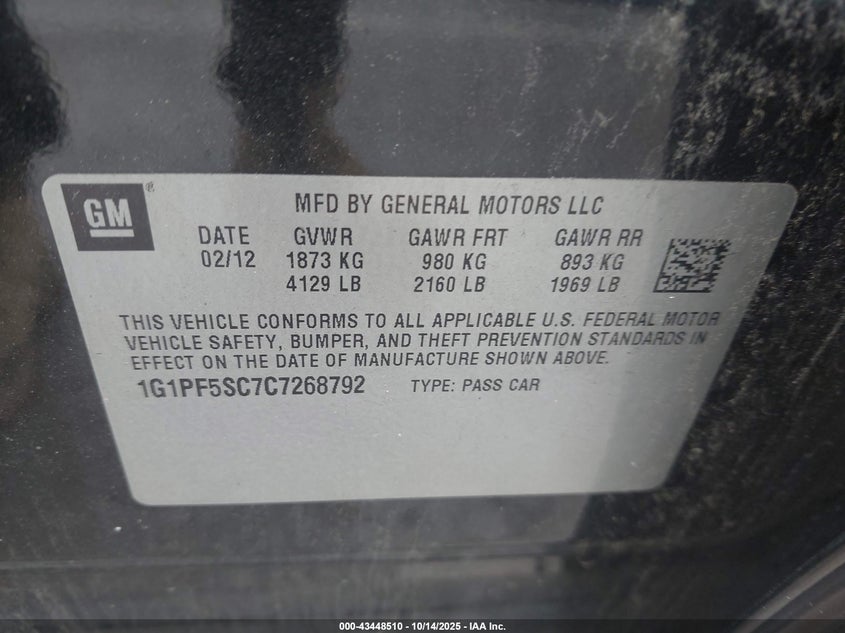 GM ®
MFD BY GENERAL MOTORS LLC
DATE GVWR GAWR FRT GAWR RR
02/12 1873 KG 980 KG 893 KG
4129 LB 2160 LB 1969 LB
THIS VEHICLE CONFORMS TO ALL APPLICABLE U.S. FEDERAL MOTOR
VEHICLE SAFETY, BUMPER, AND THEFT PREVENTION STANDARDS IN
EFFECT ON THE DATE OF MANUFACTURE SHOWN ABOVE.
1G1PF5SC7C7268792 TYPE: PASS CAR
000-43448510 - 10/14/2025 - IAA Inc.